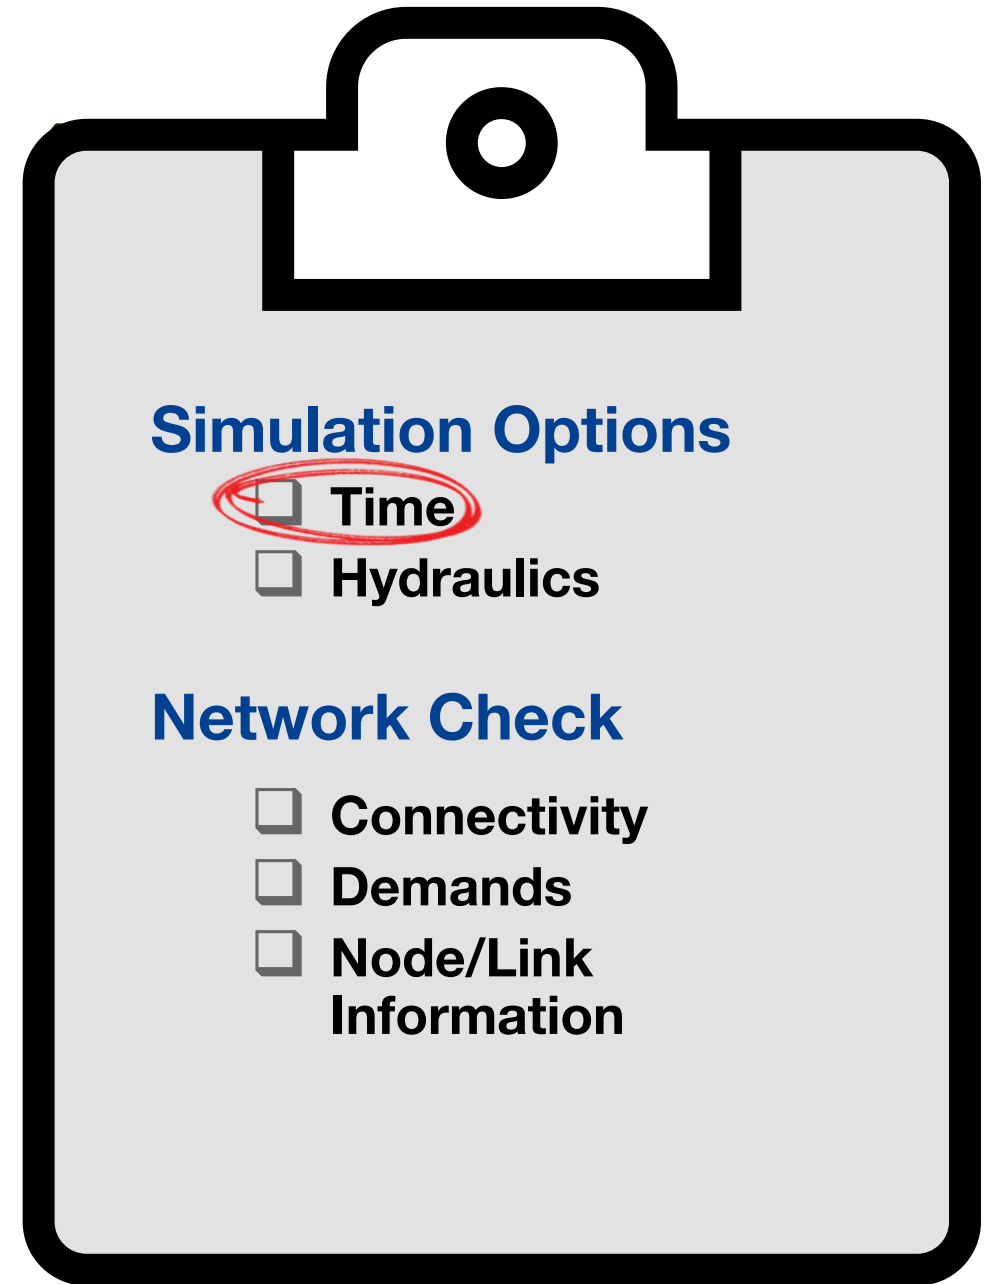 Simulation Options
Time
Hydraulics
Network Check
Connectivity
Demands
Node/Link
Information